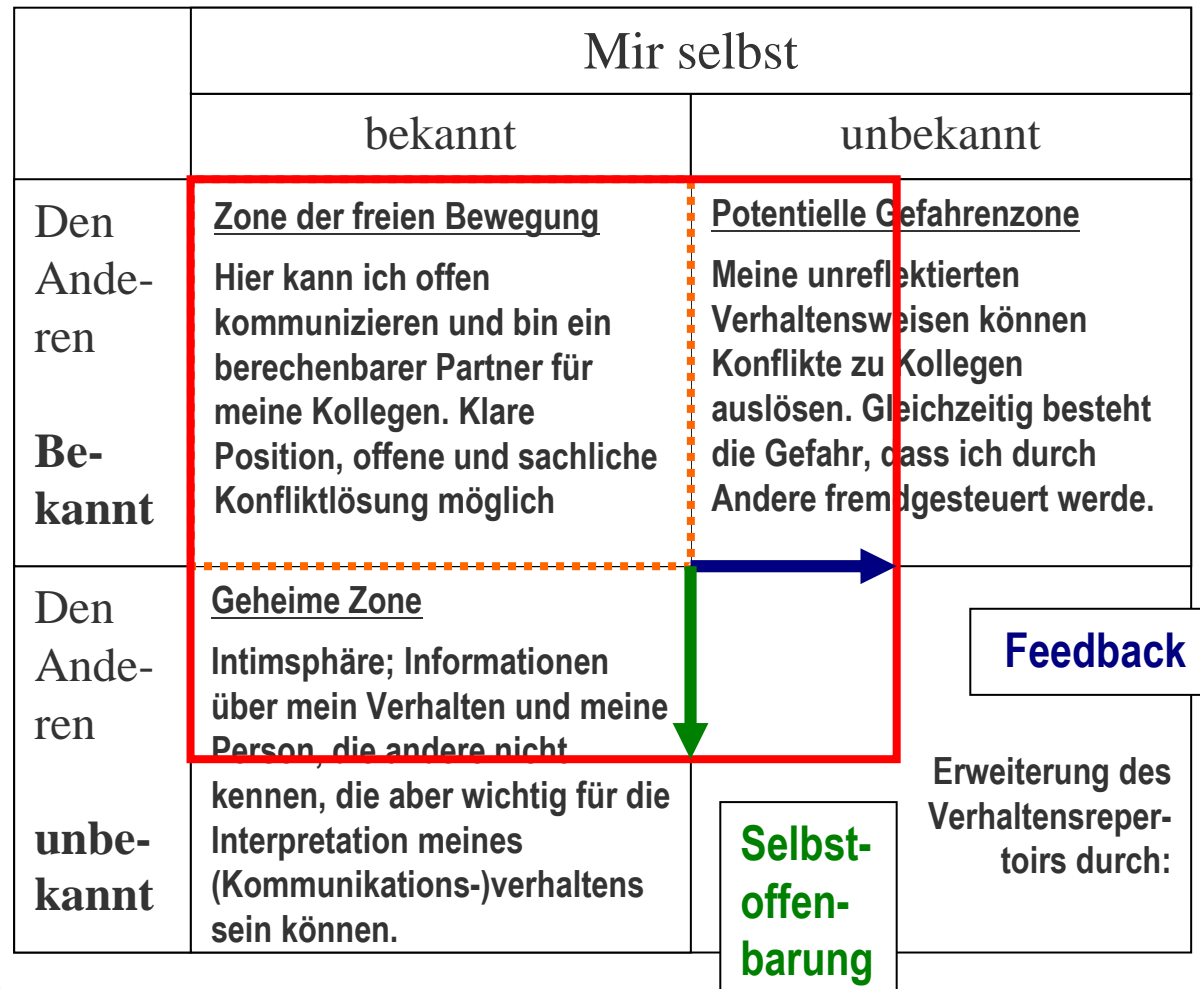 Mir selbst
bekannt
unbekannt
Den
Ande-
ren
Be-
kannt
Zone der freien Bewegung
Hier kann ich offen
kommunizieren und bin ein
berechenbarer Partner für
meine Kollegen. Klare
Position, offene und sachliche
Konfliktlösung möglich
Potentielle Gefahrenzone
Meine unreflektierten
Verhaltensweisen können
Konflikte zu Kollegen
auslösen. Gleichzeitig besteht
die Gefahr, dass ich durch
Andere fremdgesteuert werde.
Den
Ande-
ren
unbe-
kannt
Geheime Zone
Intimsphäre; Informationen
über mein Verhalten und meine
Person, die andere nicht
kennen, die aber wichtig für die
Interpretation meines
(Kommunikations-)verhaltens
sein können.
Feedback
Erweiterung des
Verhaltensreper-
toirs durch:
Selbst-
offen-
barung